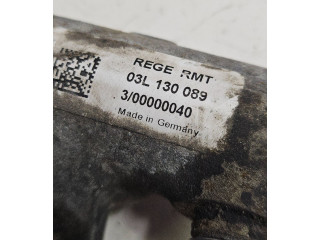 REGE RMT
03L 130 089
3/00000040
Made in Germany